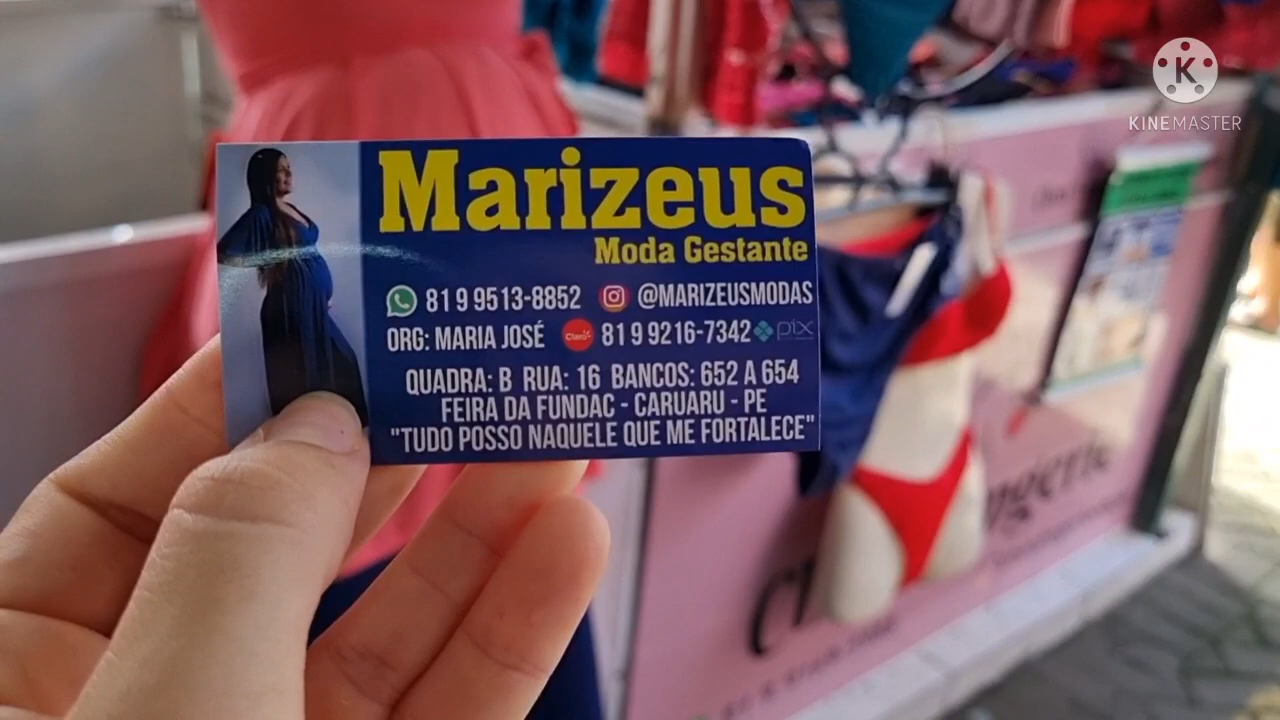 K
KINEMASTER
Marizeus
Moda Gestante
81 9 9513-8852 @MARIZEUSMODAS
ORG: MARIA JOSÉ Claro 81 9 9216-7342 pix
QUADRA: B RUA: 16 BANCOS: 652 A 654
FEIRA DA FUNDAC - CARUARU - PE
"TUDO POSSO NAQUELE QUE ME FORTALECE"